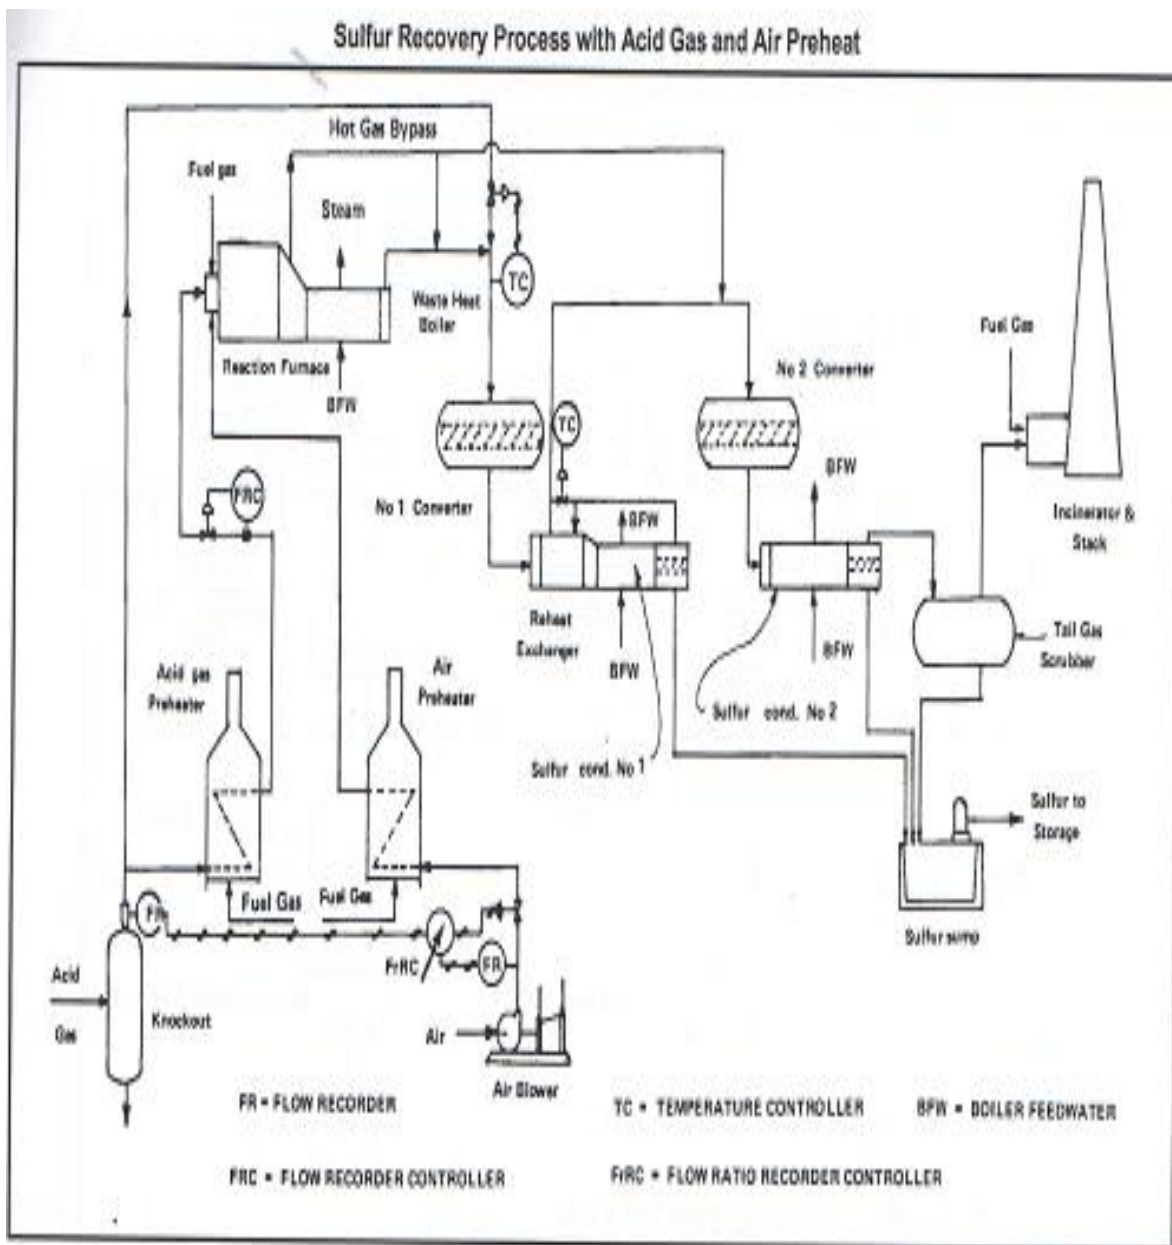 Sulfur Recovery Process with Acid Gas and Air Preheat
Hot Gas Bypass
Fuel gas
Steam
TC
Waste Heat
Boiler
Reaction Furnace
BFW
Fuel Gas
No 2 Converter
TC
FRC
No 1 Converter
BFW
BFW
Incinerator &
Stack
Reheat
Exchanger
BFW
BFW
Tail Gas
Scrubber
Acid gas
Preheater
Air
Preheater
Sulfur cond. No 2
Sulfur cond. No 1
Sulfur to
Storage
Fuel Gas
Fuel Gas
FR
FrRC
FR
Sulfur sump
Acid
Gas
Knockout
Air
Air Blower
FR = FLOW RECORDER
TC = TEMPERATURE CONTROLLER
BFW = BOILER FEEDWATER
FRC = FLOW RECORDER CONTROLLER
FrRC = FLOW RATIO RECORDER CONTROLLER